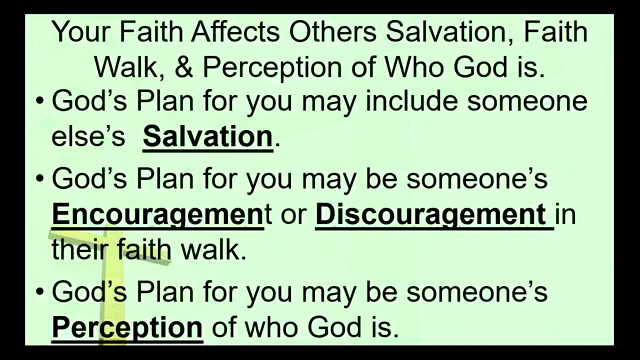 Your Faith Affects Others Salvation, Faith
Walk, & Perception of Who God is.
• God's Plan for you may include someone
else's Salvation.
• God's Plan for you may be someone's
Encouragement or Discouragement in
their faith walk.
• God's Plan for you may be someone's
Perception of who God is.